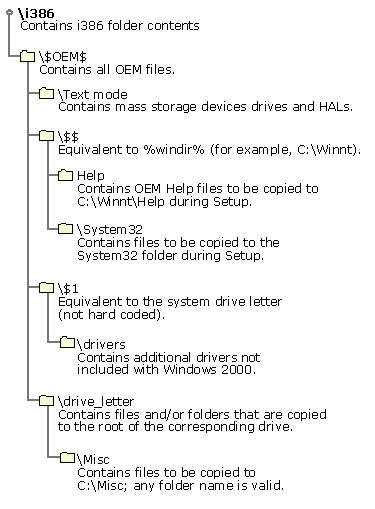 \i386
Contains i386 folder contents
\$OEM$
Contains all OEM files.
\Text mode
Contains mass storage devices drives and HALs.
\$$
Equivalent to %windir% (for example, C:\Winnt).
Help
Contains OEM Help files to be copied to
C:\Winnt\Help during Setup.
\System32
Contains files to be copied to the
System32 folder during Setup.
\$1
Equivalent to the system drive letter
(not hard coded).
\drivers
Contains additional drivers not
included with Windows 2000.
\drive_letter
Contains files and/or folders that are copied
to the root of the corresponding drive.
\Misc
Contains files to be copied to
C:\Misc; any folder name is valid.